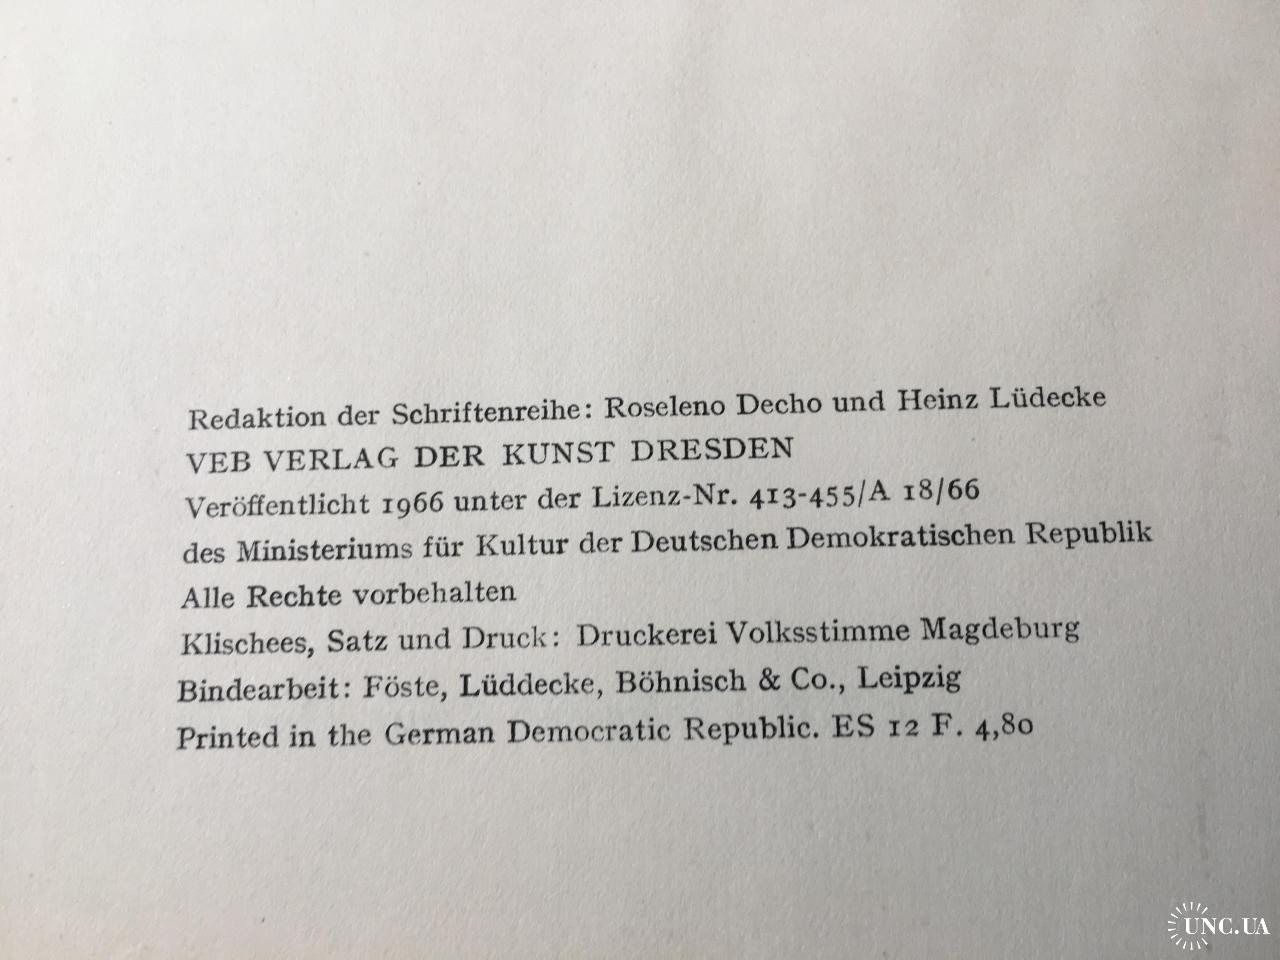 Redaktion der Schriftenreihe: Roseleno Decho und Heinz Lüdecke
VEB VERLAG DER KUNST DRESDEN
Veröffentlicht 1966 unter der Lizenz-Nr. 413-455/A 18/66
des Ministeriums für Kultur der Deutschen Demokratischen Republik
Alle Rechte vorbehalten
Klischees, Satz und Druck: Druckerei Volksstimme Magdeburg
Bindearbeit: Föste, Lüddecke, Böhnisch & Co., Leipzig
Printed in the German Democratic Republic. ES 12 F. 4,80
UNC.UA